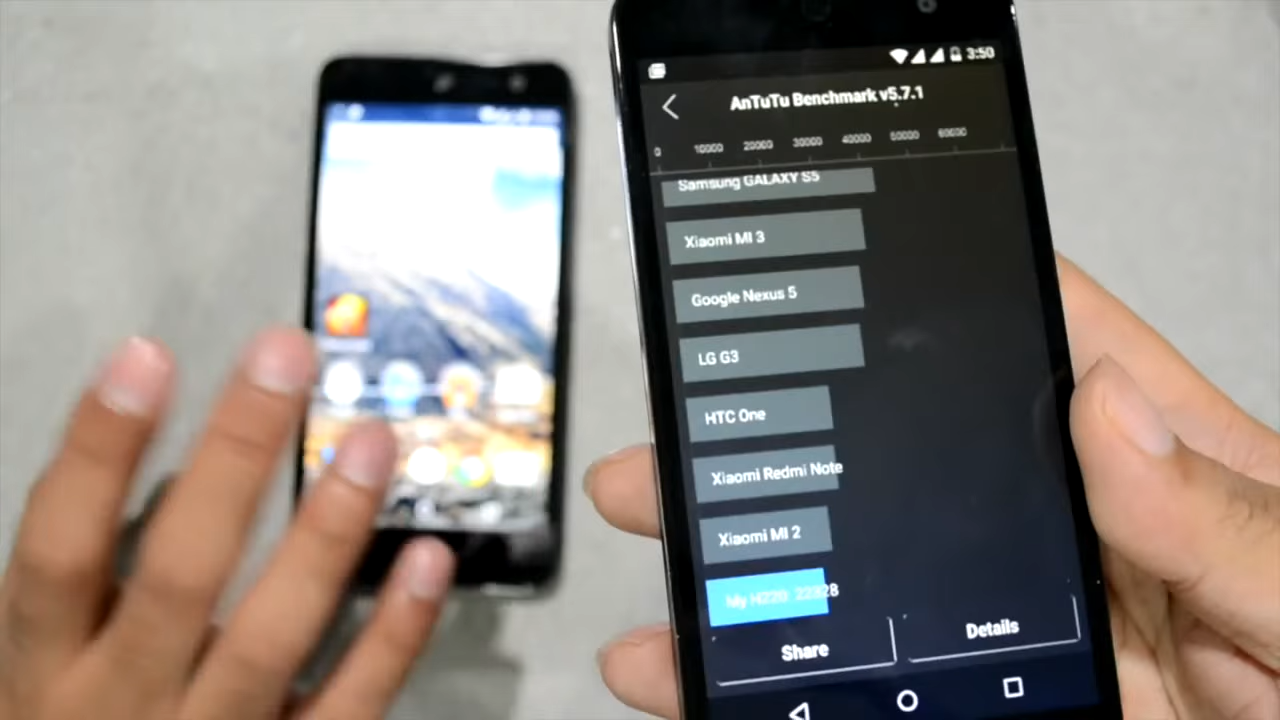 3:50
AnTuTu Benchmark v5.7.1
0 10000 20000 30000 40000 50000 60000
Samsung GALAXY S5
Xiaomi MI 3
Google Nexus 5
LG G3
HTC One
Xiaomi Redmi Note
Xiaomi MI 2
My
Share
Details